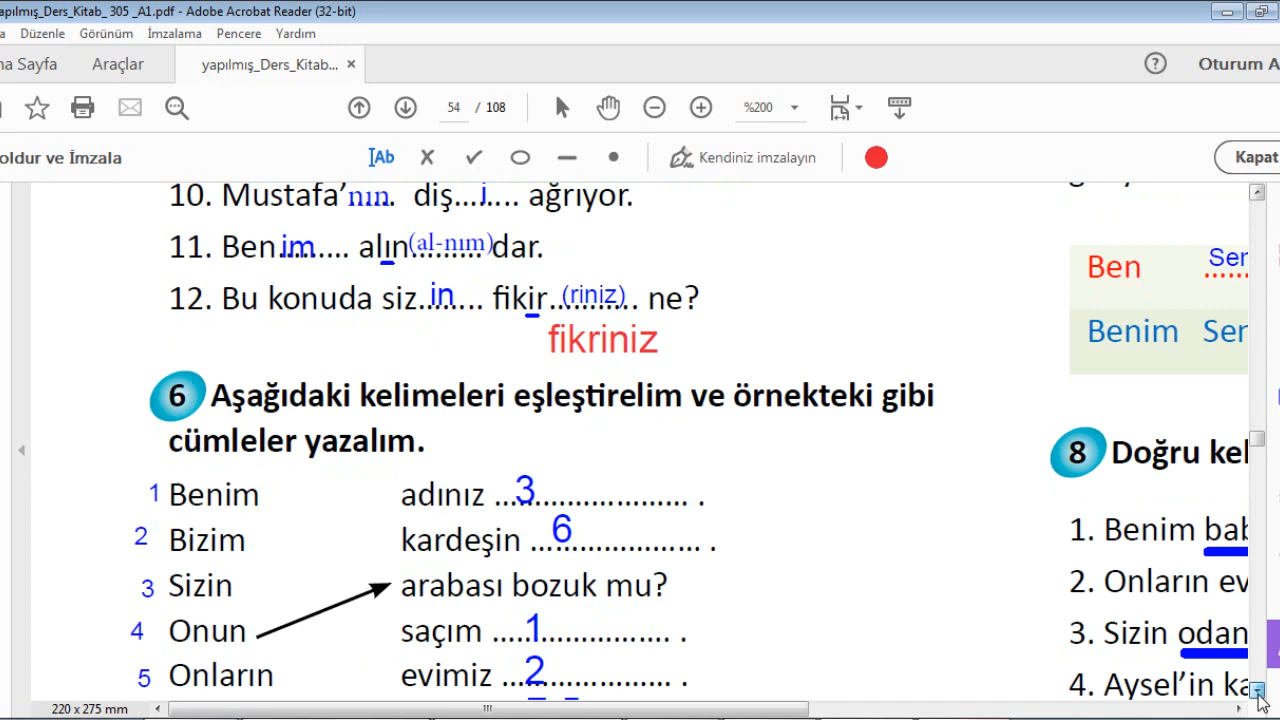 apılmış_Ders_Kitab_ 305 _A1.pdf - Adobe Acrobat Reader (32-bit)
Düzenle Görünüm İmzalama Pencere Yardım
na Sayfa Araçlar yapılmış_Ders_Kitab... × ? Oturum A
54 / 108 %200
oldur ve İmzala Ab Kendiniz imzalayın Kapat
10. Mustafa'nın. diş....i.... ağrıyor.
11. Ben.im....... alın(al-nım)dar.
12. Bu konuda siz..in.... fikir..(riniz).. ne?
fikriniz
6 Aşağıdaki kelimeleri eşleştirelim ve örnekteki gibi
cümleler yazalım.
1 Benim adınız ...3...................... .
2 Bizim kardeşin ....6.................. .
3 Sizin arabası bozuk mu?
4 Onun saçım .....1................... .
5 Onların evimiz .....2................... .
Ben Sen
Benim Sen
8 Doğru kel
1. Benim bab
2. Onların ev
3. Sizin odan
4. Aysel'in ka
220 x 275 mm